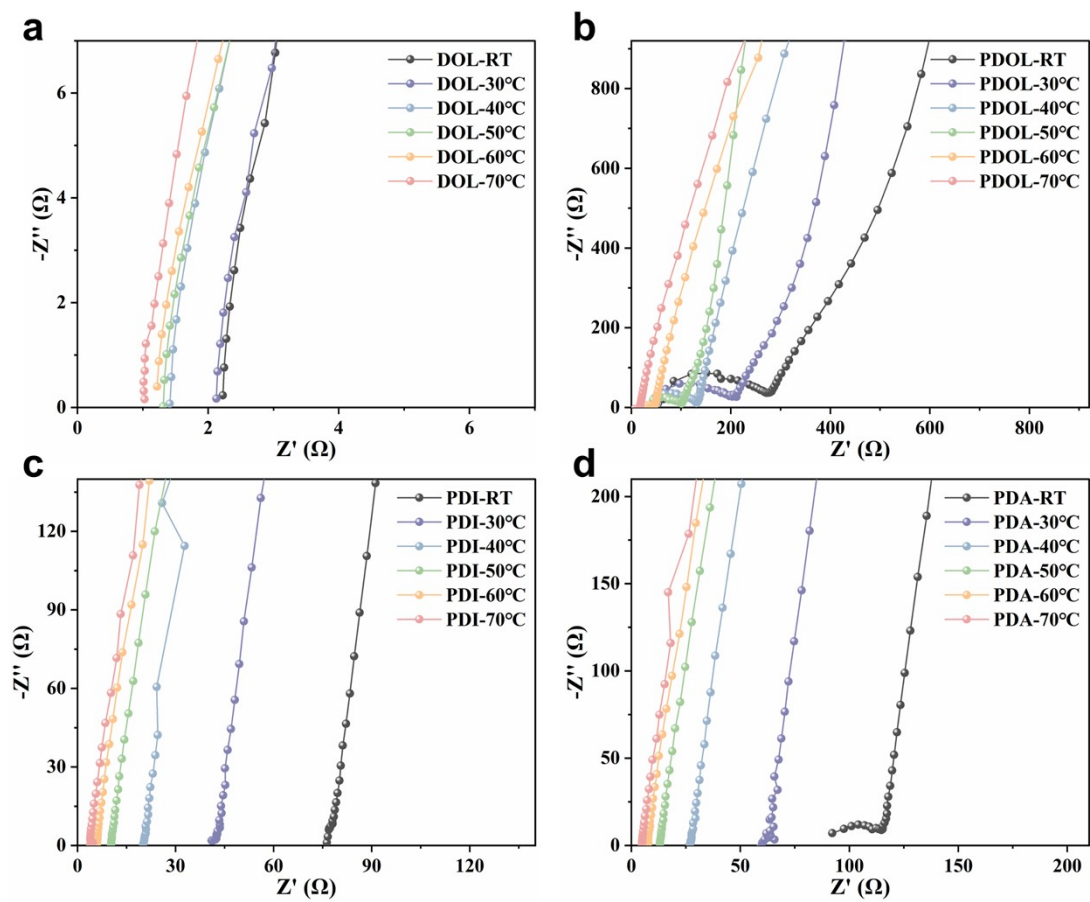 a
DOL-RT
DOL-30℃
DOL-40℃
DOL-50℃
DOL-60℃
DOL-70℃
-Z'' (Ω)
6
4
2
0
0 2 4 6
Z' (Ω)
b
PDOL-RT
PDOL-30℃
PDOL-40℃
PDOL-50℃
PDOL-60℃
PDOL-70℃
-Z'' (Ω)
800
600
400
200
0
0 200 400 600 800
Z' (Ω)
c
PDI-RT
PDI-30℃
PDI-40℃
PDI-50℃
PDI-60℃
PDI-70℃
-Z'' (Ω)
120
90
60
30
0
0 30 60 90 120
Z' (Ω)
d
PDA-RT
PDA-30℃
PDA-40℃
PDA-50℃
PDA-60℃
PDA-70℃
-Z'' (Ω)
200
150
100
50
0
0 50 100 150 200
Z' (Ω)